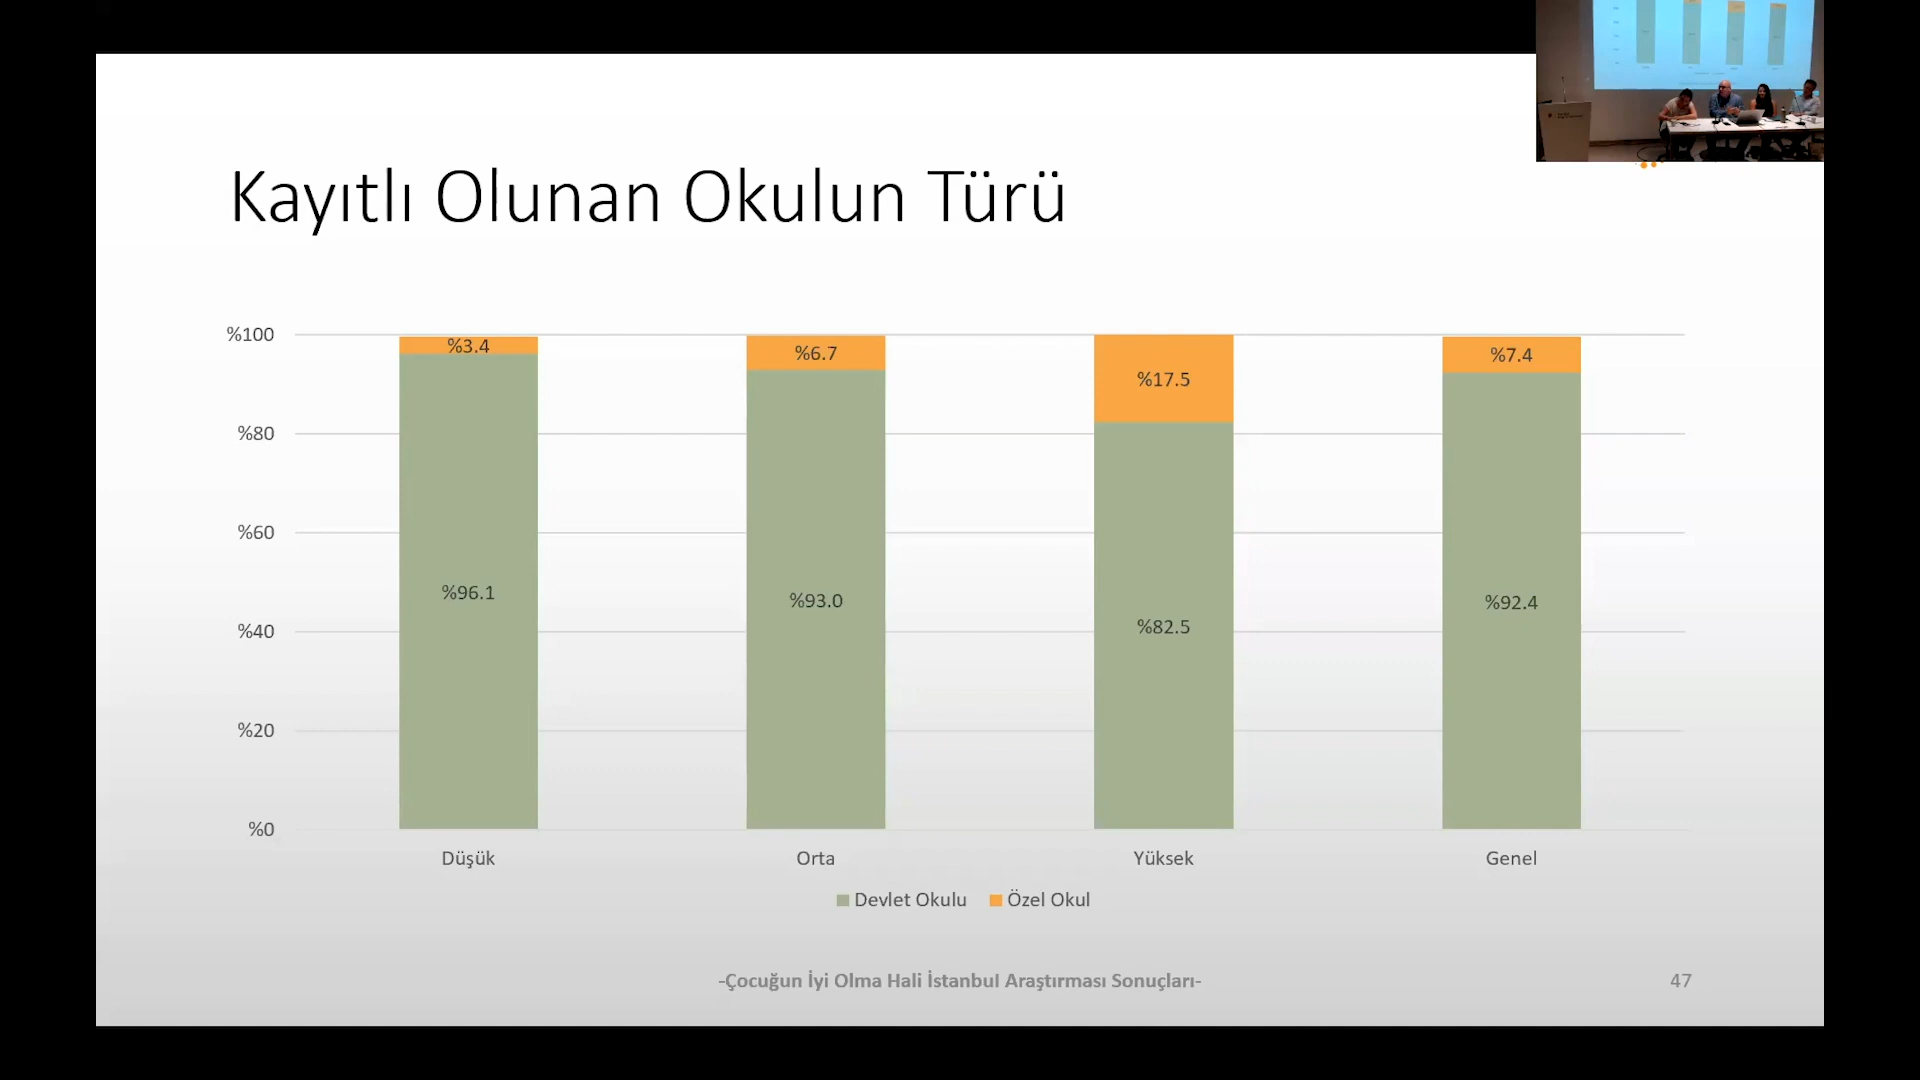 Kayıtlı Olunan Okulun Türü
%100
%80
%60
%40
%20
%0
%3.4
%6.7
%17.5
%7.4
%96.1
%93.0
%82.5
%92.4
Düşük
Orta
Yüksek
Genel
Devlet Okulu
Özel Okul
-Çocuğun İyi Olma Hali İstanbul Araştırması Sonuçları-
47